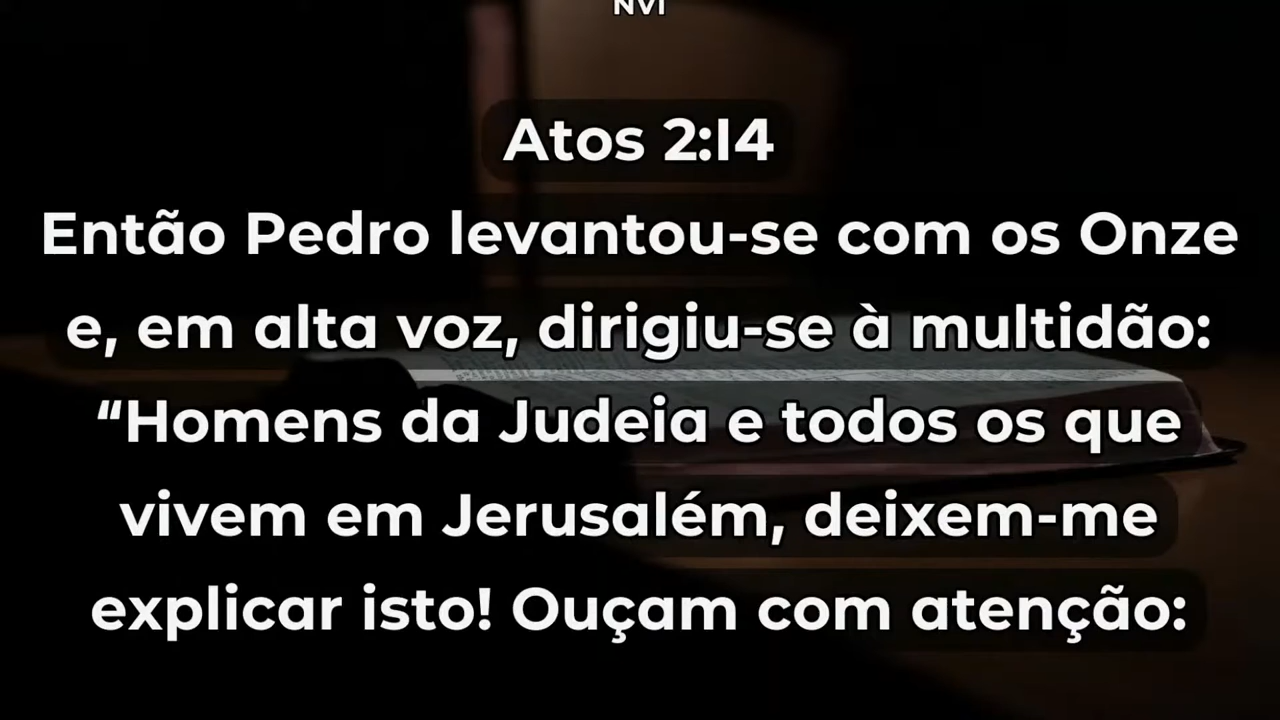 NVI
Atos 2:14
Então Pedro levantou-se com os Onze
e, em alta voz, dirigiu-se à multidão:
“Homens da Judeia e todos os que
vivem em Jerusalém, deixem-me
explicar isto! Ouçam com atenção: